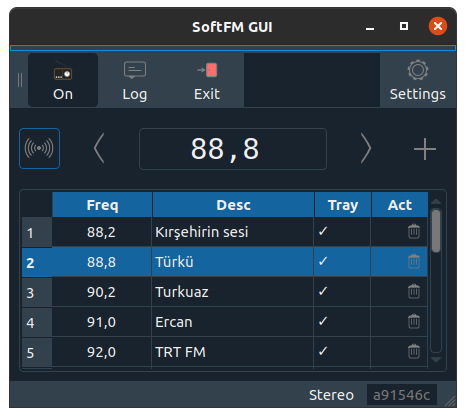 SoftFM GUI
On Log Exit Settings
88,8
Freq Desc Tray Act
1 88,2 Kırşehirin sesi ✓
2 88,8 Türkü ✓
3 90,2 Turkuaz ✓
4 91,0 Ercan ✓
5 92,0 TRT FM ✓
Stereo a91546c